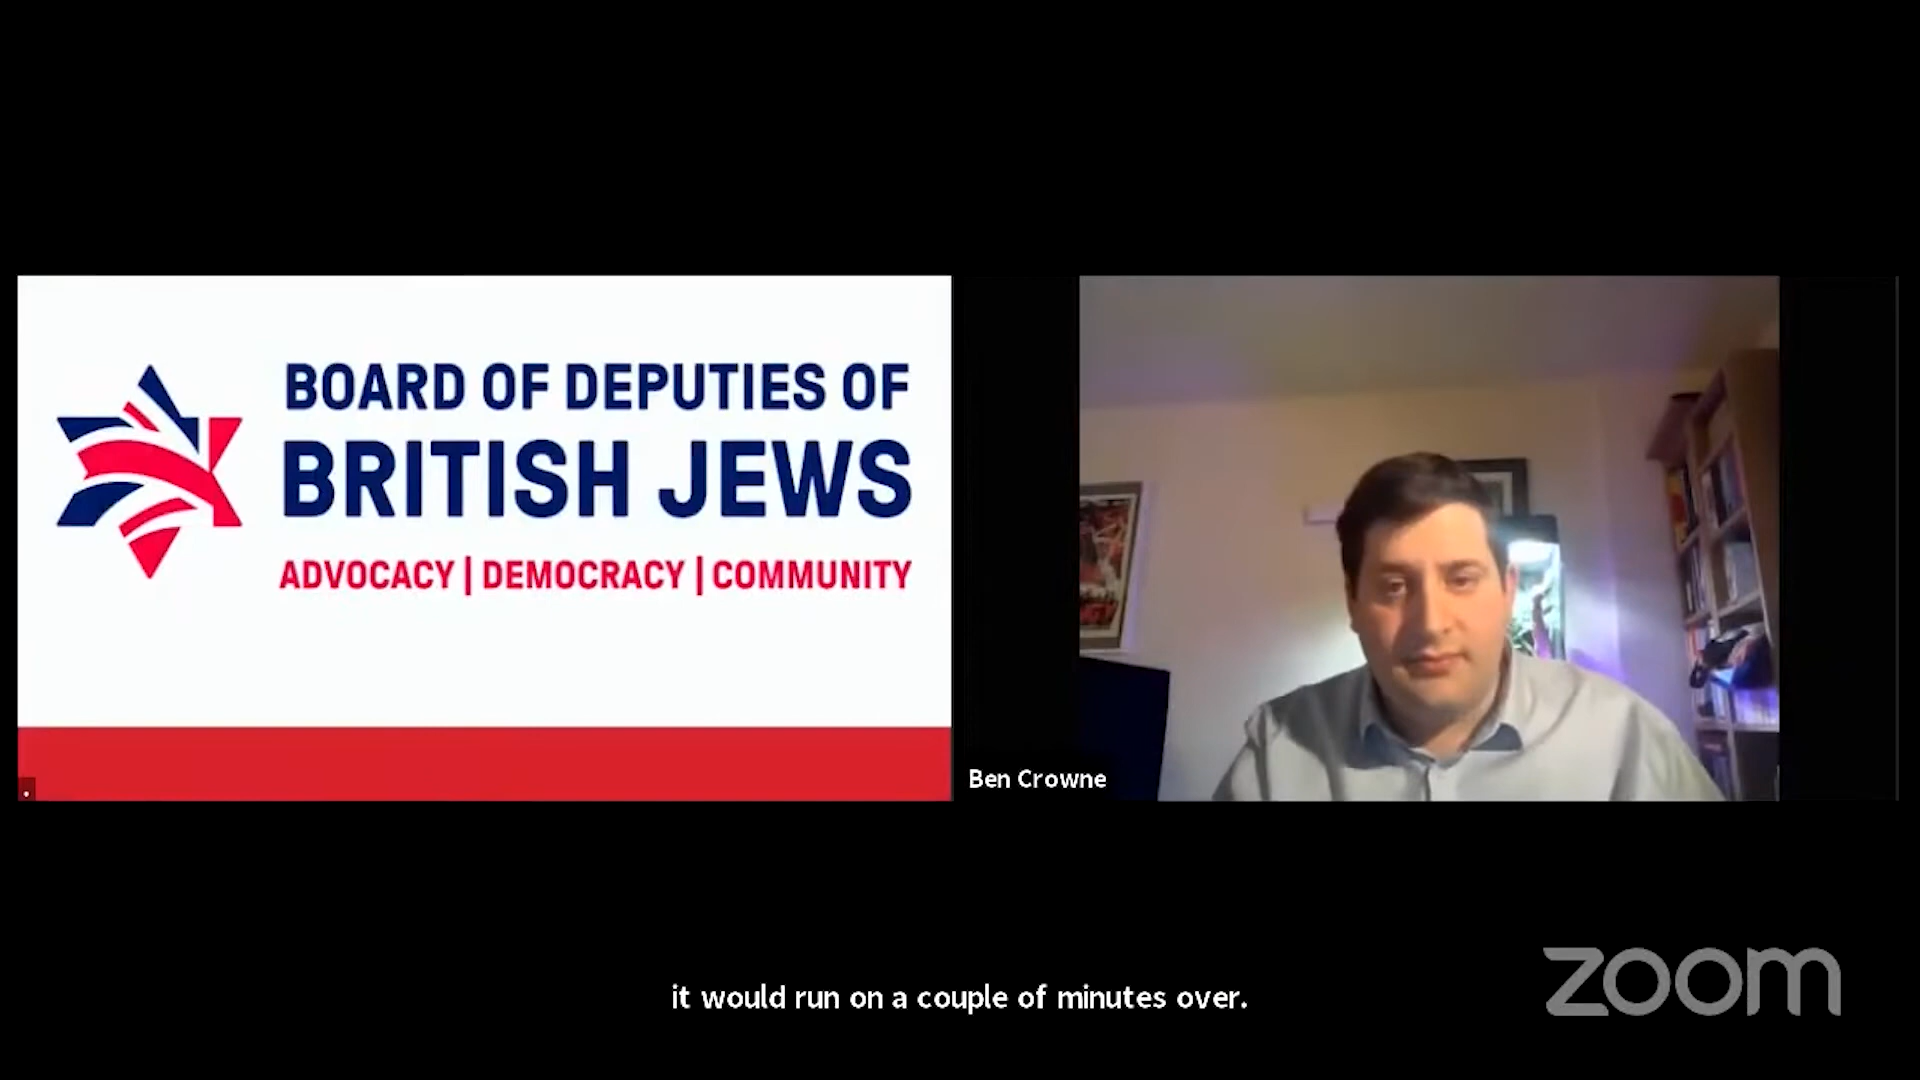 BOARD OF DEPUTIES OF
BRITISH JEWS
ADVOCACY | DEMOCRACY | COMMUNITY
Ben Crowne
it would run on a couple of minutes over.
zoom